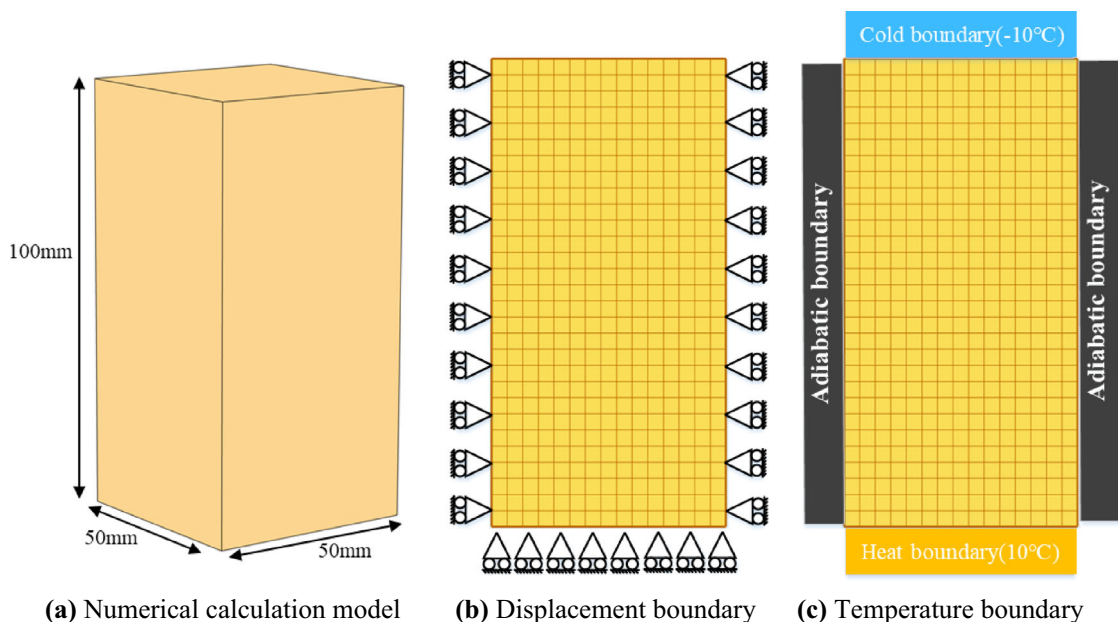 Cold boundary(-10℃)
100mm
50mm
50mm
Adiabatic boundary
Adiabatic boundary
Heat boundary(10℃)
(a) Numerical calculation model
(b) Displacement boundary
(c) Temperature boundary